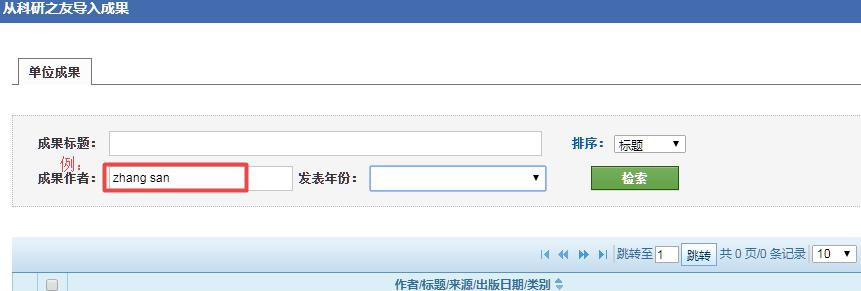 从科研之友导入成果
单位成果
成果标题： 排序： 标题
例：
成果作者： zhang san 发表年份： 检索
跳转至 1 跳转 共 0 页/0 条记录 10
作者/标题/来源/出版日期/类别